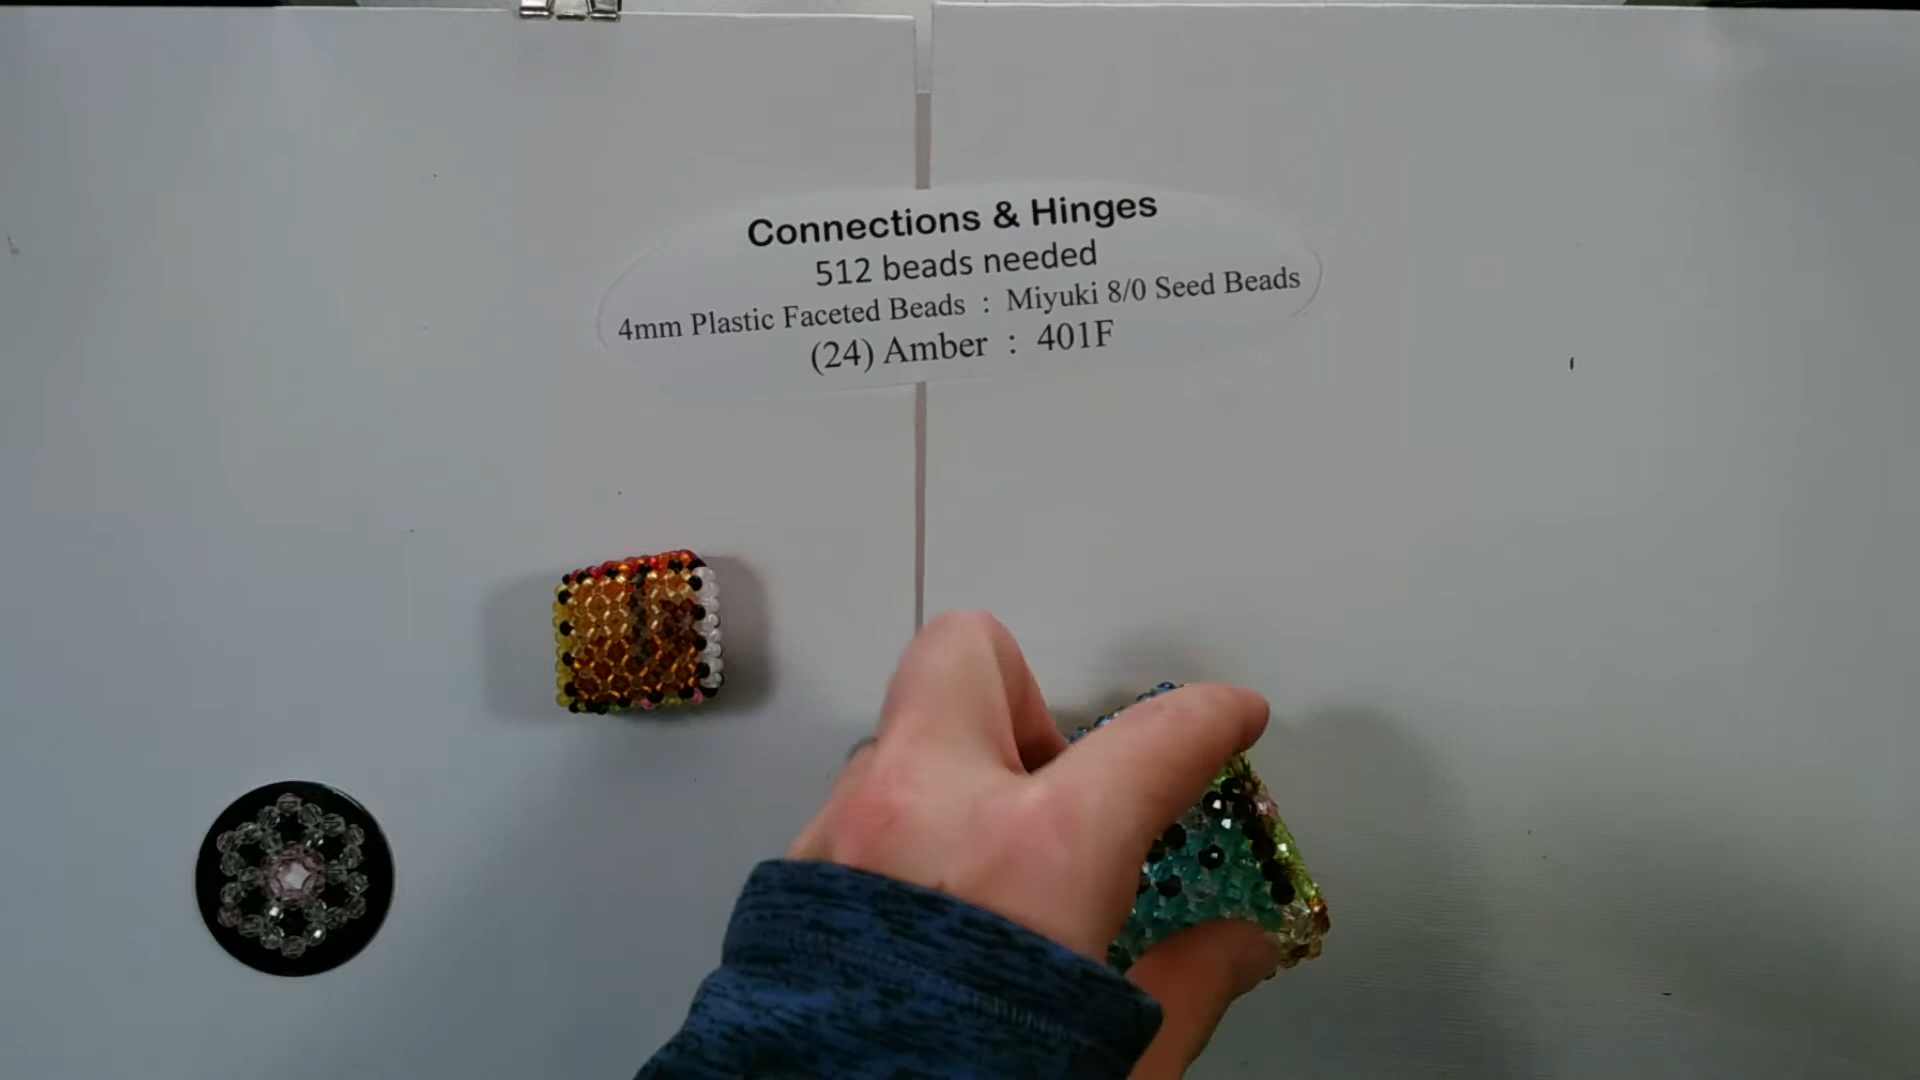 Connections & Hinges
512 beads needed
4mm Plastic Faceted Beads : Miyuki 8/0 Seed Beads
(24) Amber : 401F